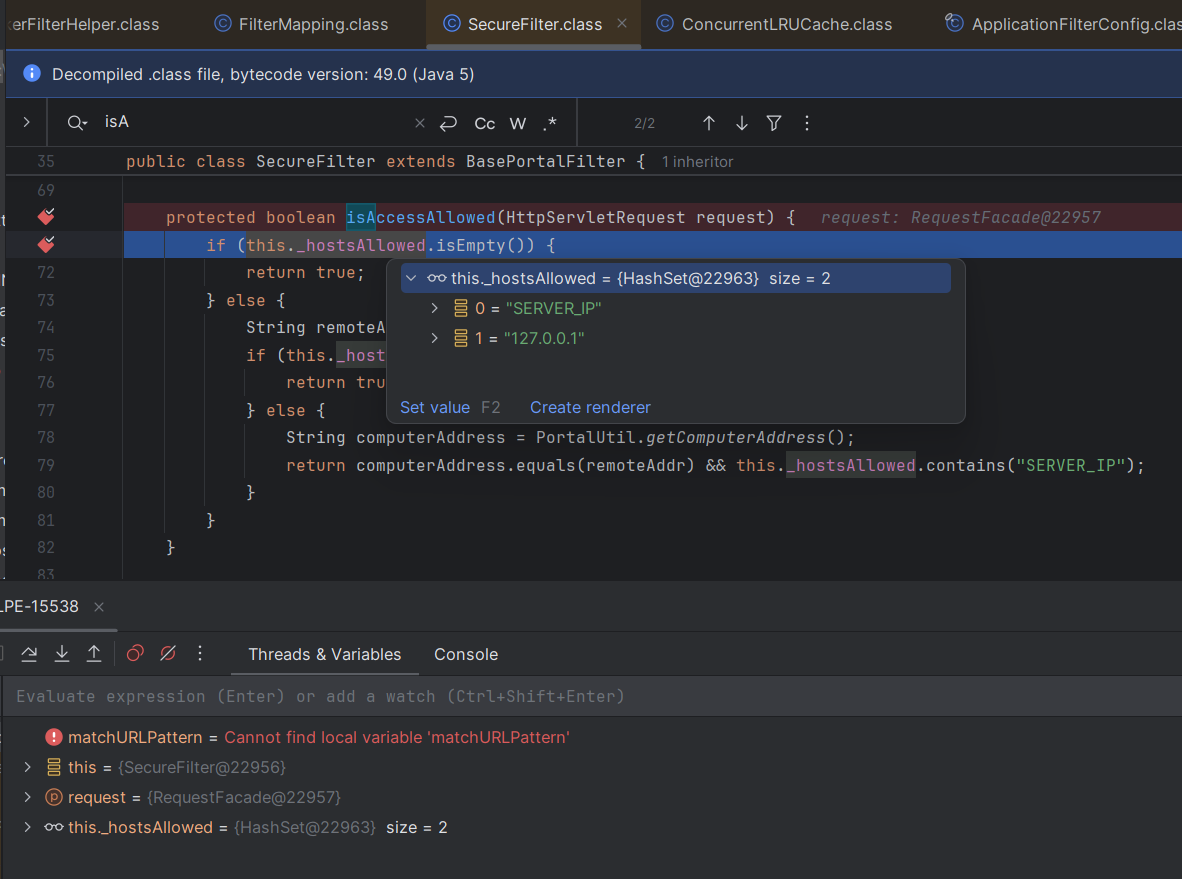 erFilterHelper.class
FilterMapping.class
SecureFilter.class
ConcurrentLRUCache.class
ApplicationFilterConfig.clas
Decompiled .class file, bytecode version: 49.0 (Java 5)
isA
Cc W .*
2/2
35 public class SecureFilter extends BasePortalFilter { 1 inheritor
69
protected boolean isAccessAllowed(HttpServletRequest request) { request: RequestFacade@22957
if (this._hostsAllowed.isEmpty()) {
72 return true;
this._hostsAllowed = {HashSet@22963} size = 2
73 } else {
0 = "SERVER_IP"
74 String remoteA
1 = "127.0.0.1"
75 if (this._host
76 return tru
Set value F2 Create renderer
77 } else {
78 String computerAddress = PortalUtil.getComputerAddress();
79 return computerAddress.equals(remoteAddr) && this._hostsAllowed.contains("SERVER_IP");
80 }
81 }
82 }
83
LPE-15538
Threads & Variables
Console
Evaluate expression (Enter) or add a watch (Ctrl+Shift+Enter)
matchURLPattern = Cannot find local variable 'matchURLPattern'
this = {SecureFilter@22956}
request = {RequestFacade@22957}
this._hostsAllowed = {HashSet@22963} size = 2